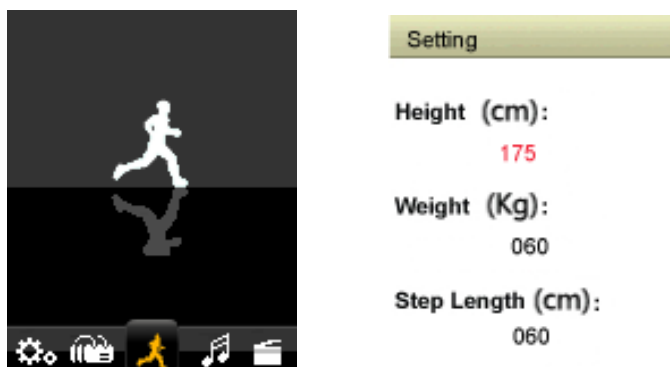 Setting
Height (cm):
175
Weight (Kg):
060
Step Length (cm):
060